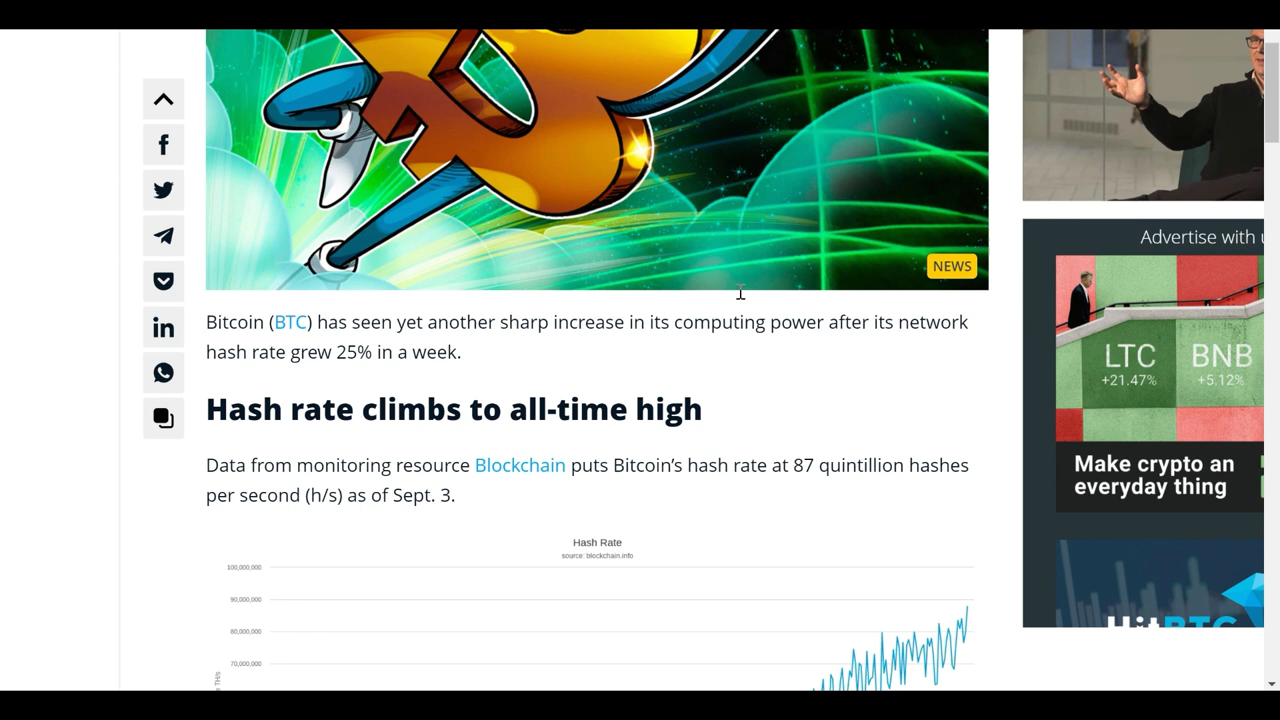 NEWS
Bitcoin (BTC) has seen yet another sharp increase in its computing power after its network
hash rate grew 25% in a week.
Hash rate climbs to all-time high
Data from monitoring resource Blockchain puts Bitcoin's hash rate at 87 quintillion hashes
per second (h/s) as of Sept. 3.
Hash Rate
source: blockchain.info
100,000,000
90,000,000
80,000,000
70,000,000
TH/s
Advertise with
LTC
+21.47%
BNB
+5.12%
Make crypto an
everyday thing
HitBTC